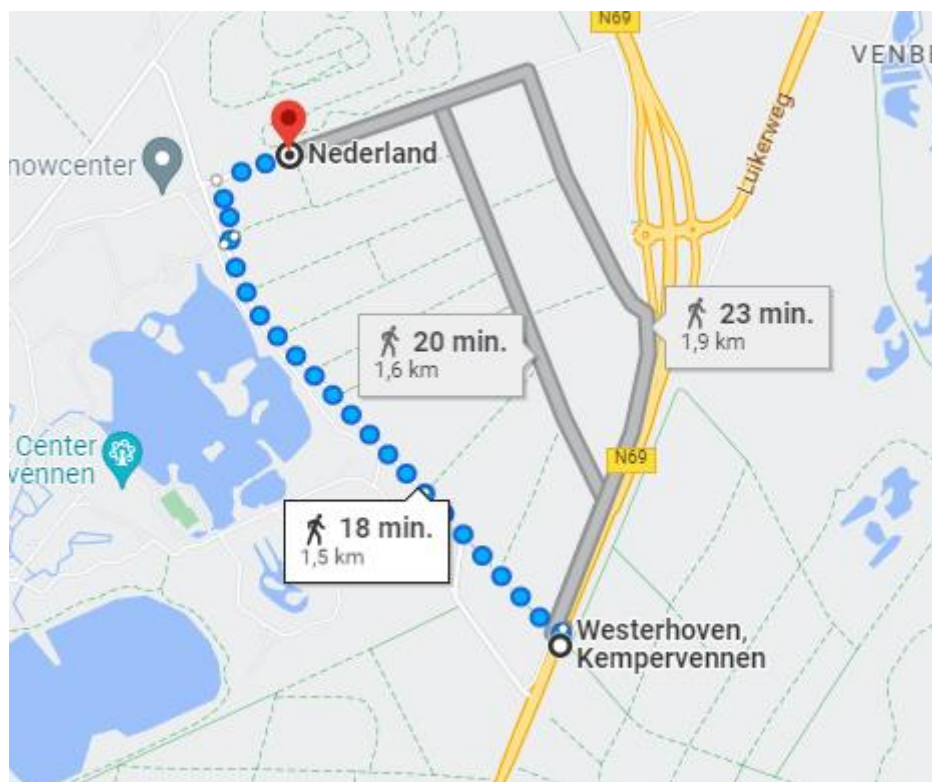 N69
VENBE
Luikerweg
nowcenter
Nederland
20 min.
1,6 km
23 min.
1,9 km
N69
Center
vennen
18 min.
1,5 km
Westerhoven,
Kempervennen